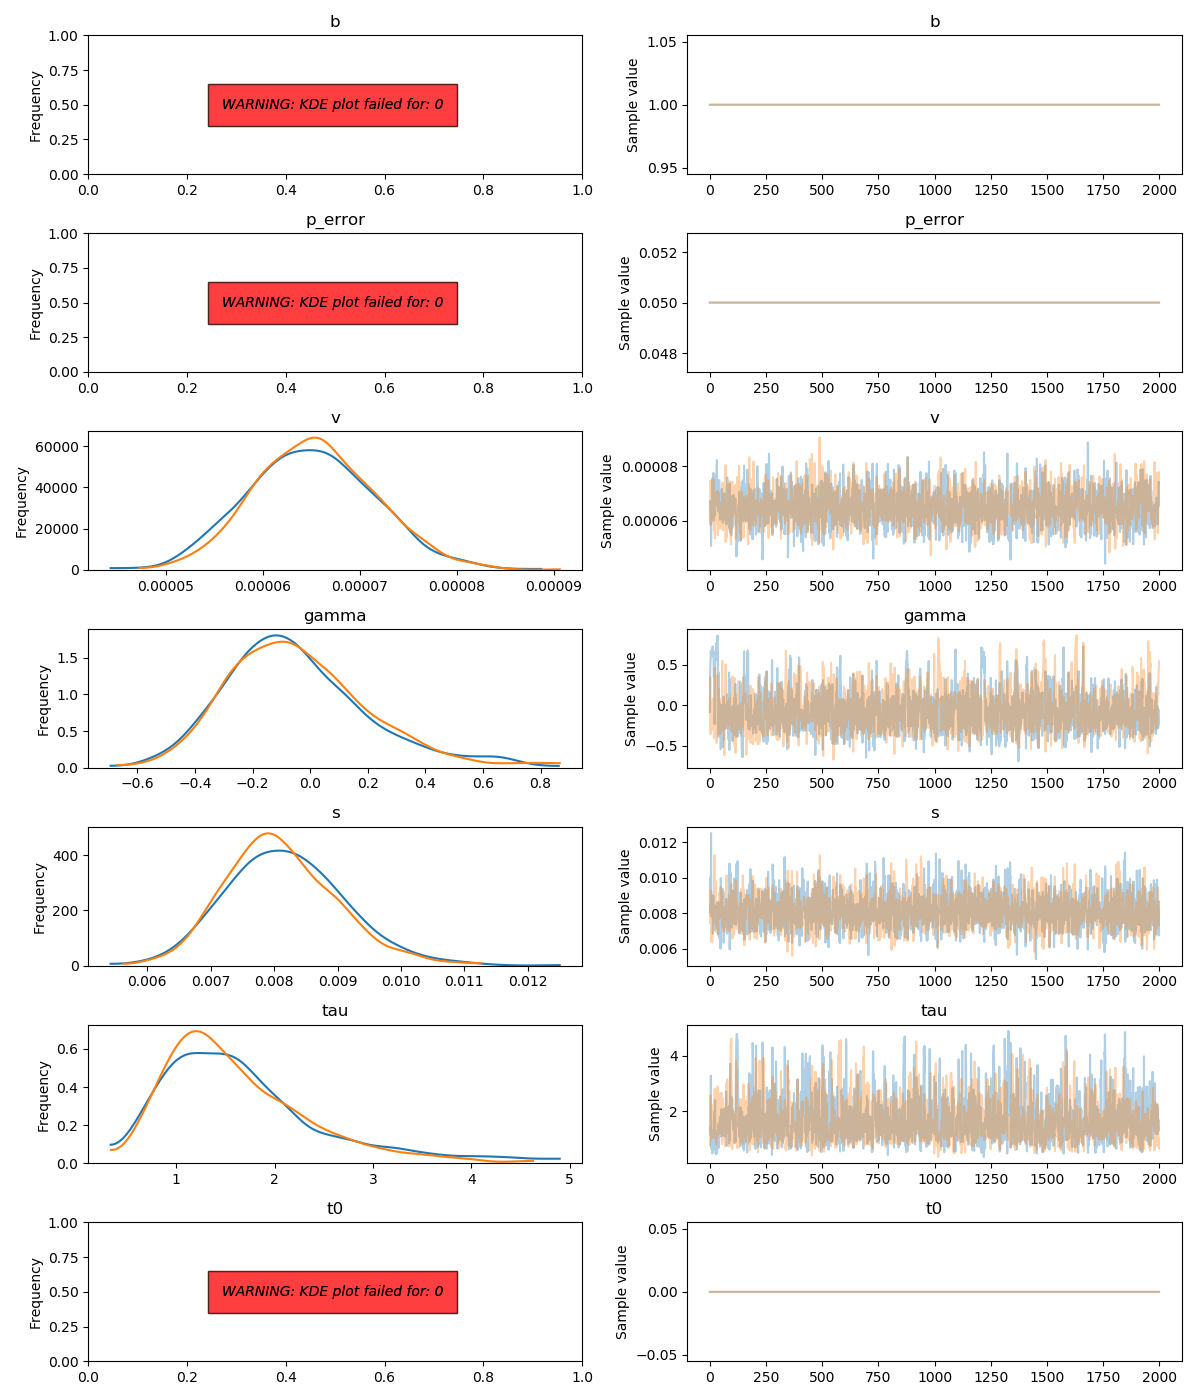 b
1.00
0.75
0.50
0.25
0.00
Frequency
WARNING: KDE plot failed for: 0
0.0 0.2 0.4 0.6 0.8 1.0
b
1.05
1.00
0.95
Sample value
0 250 500 750 1000 1250 1500 1750 2000
p_error
1.00
0.75
0.50
0.25
0.00
Frequency
WARNING: KDE plot failed for: 0
0.0 0.2 0.4 0.6 0.8 1.0
p_error
0.052
0.050
0.048
Sample value
0 250 500 750 1000 1250 1500 1750 2000
v
60000
40000
20000
0
Frequency
0.00005 0.00006 0.00007 0.00008 0.00009
v
0.00008
0.00006
Sample value
0 250 500 750 1000 1250 1500 1750 2000
gamma
1.5
1.0
0.5
0.0
Frequency
−0.6 −0.4 −0.2 0.0 0.2 0.4 0.6 0.8
gamma
0.5
0.0
−0.5
Sample value
0 250 500 750 1000 1250 1500 1750 2000
s
400
200
0
Frequency
0.006 0.007 0.008 0.009 0.010 0.011 0.012
s
0.012
0.010
0.008
0.006
Sample value
0 250 500 750 1000 1250 1500 1750 2000
tau
0.6
0.4
0.2
0.0
Frequency
1 2 3 4 5
tau
4
2
Sample value
0 250 500 750 1000 1250 1500 1750 2000
t0
1.00
0.75
0.50
0.25
0.00
Frequency
WARNING: KDE plot failed for: 0
0.0 0.2 0.4 0.6 0.8 1.0
t0
0.05
0.00
−0.05
Sample value
0 250 500 750 1000 1250 1500 1750 2000